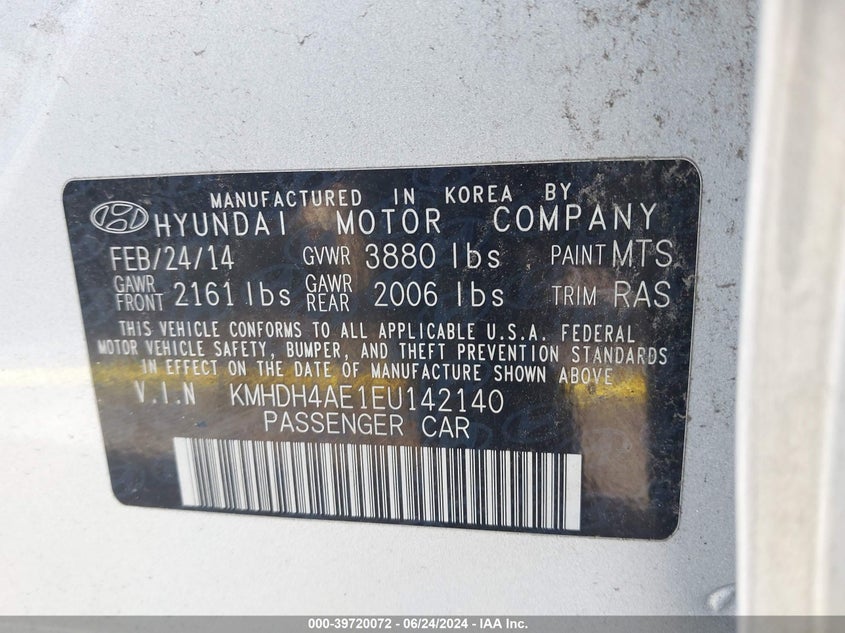 MANUFACTURED IN KOREA BY
HYUNDAI MOTOR COMPANY
FEB/24/14 GVWR 3880 lbs PAINT MTS
GAWR FRONT 2161 lbs GAWR REAR 2006 lbs TRIM RAS
THIS VEHICLE CONFORMS TO ALL APPLICABLE U.S.A. FEDERAL
MOTOR VEHICLE SAFETY, BUMPER, AND THEFT PREVENTION STANDARDS
IN EFFECT ON THE DATE OF MANUFACTURE SHOWN ABOVE
V.I.N KMHDH4AE1EU142140
PASSENGER CAR
000-39720072 - 06/24/2024 - IAA Inc.